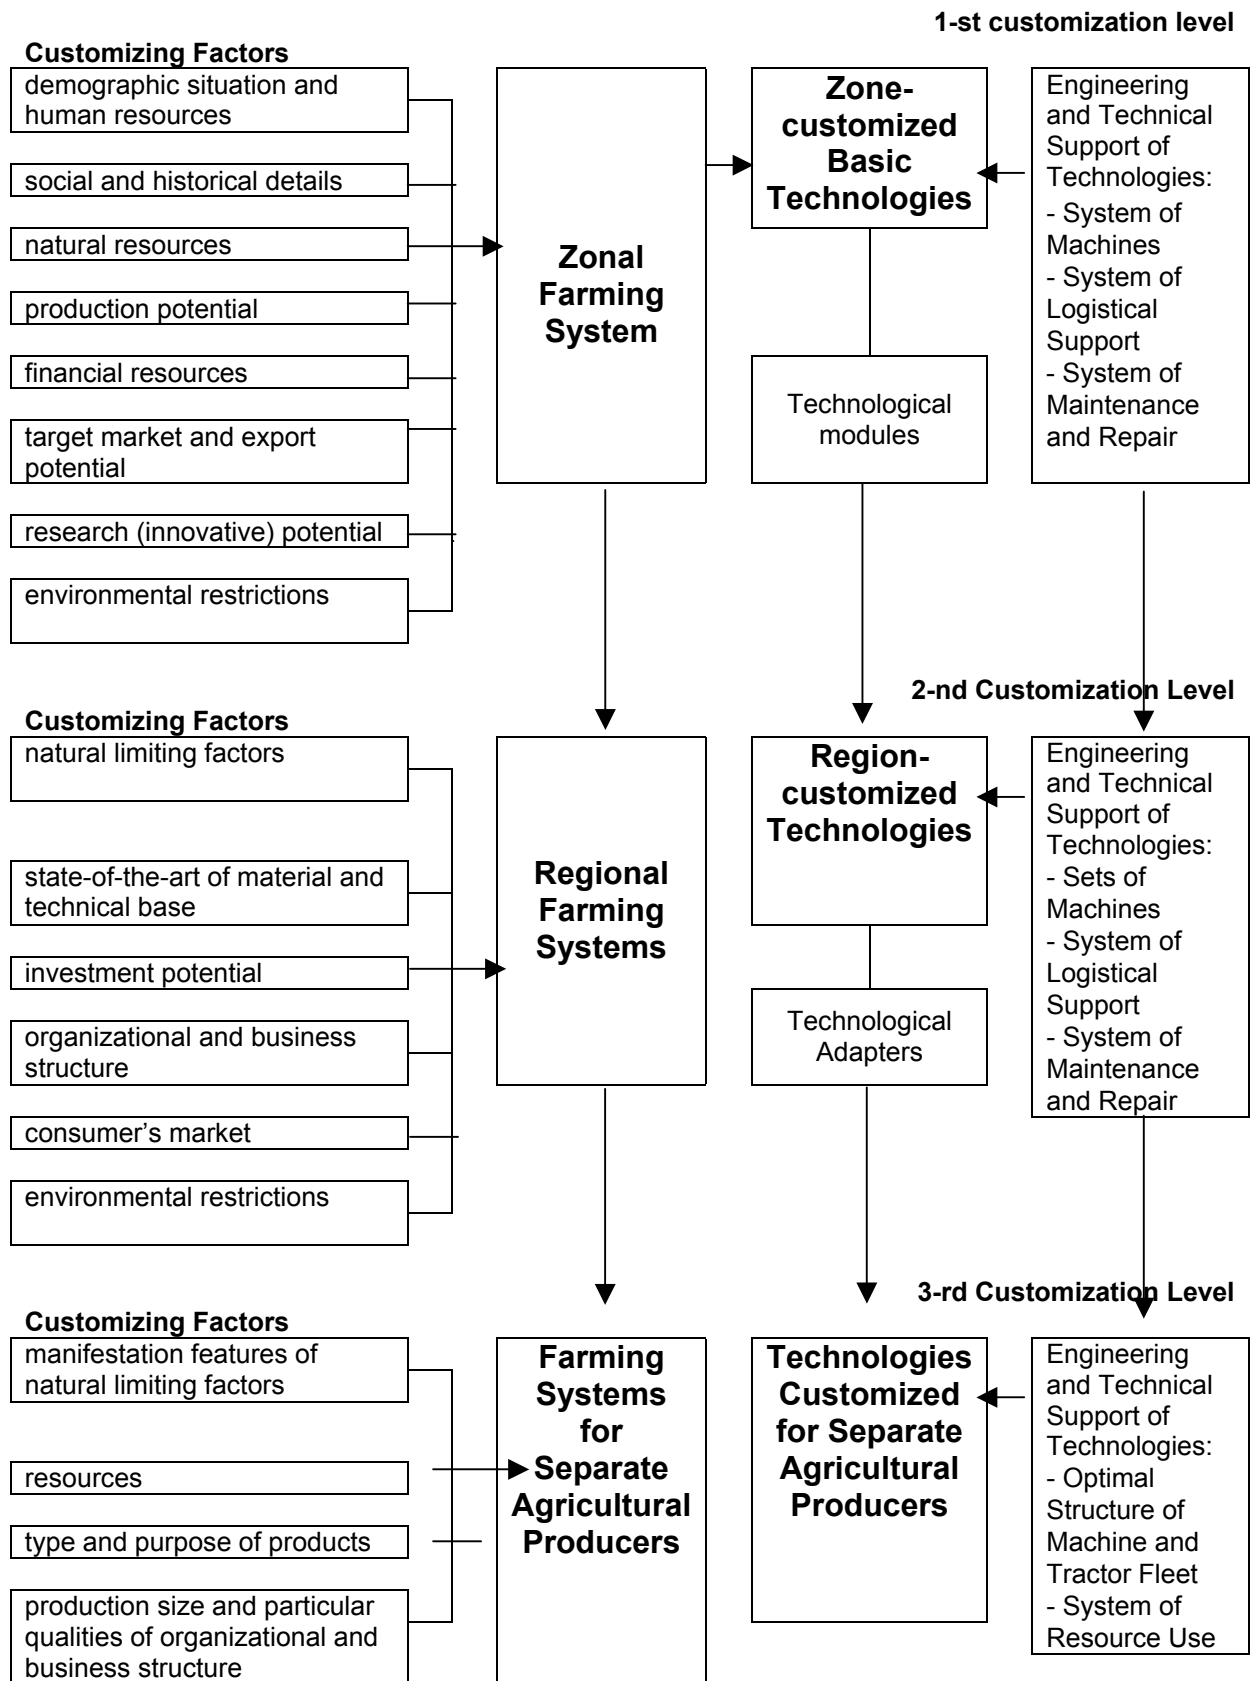 1-st customization level
Customizing Factors
demographic situation and
human resources
social and historical details
natural resources
production potential
financial resources
target market and export
potential
research (innovative) potential
environmental restrictions
Zonal
Farming
System
Zone-
customized
Basic
Technologies
Technological
modules
Engineering
and Technical
Support of
Technologies:
- System of
Machines
- System of
Logistical
Support
- System of
Maintenance
and Repair
2-nd Customization Level
Customizing Factors
natural limiting factors
state-of-the-art of material and
technical base
investment potential
organizational and business
structure
consumer’s market
environmental restrictions
Regional
Farming
Systems
Region-
customized
Technologies
Technological
Adapters
Engineering
and Technical
Support of
Technologies:
- Sets of
Machines
- System of
Logistical
Support
- System of
Maintenance
and Repair
3-rd Customization Level
Customizing Factors
manifestation features of
natural limiting factors
resources
type and purpose of products
production size and particular
qualities of organizational and
business structure
Farming
Systems
for
Separate
Agricultural
Producers
Technologies
Customized
for Separate
Agricultural
Producers
Engineering
and Technical
Support of
Technologies:
- Optimal
Structure of
Machine and
Tractor Fleet
- System of
Resource Use